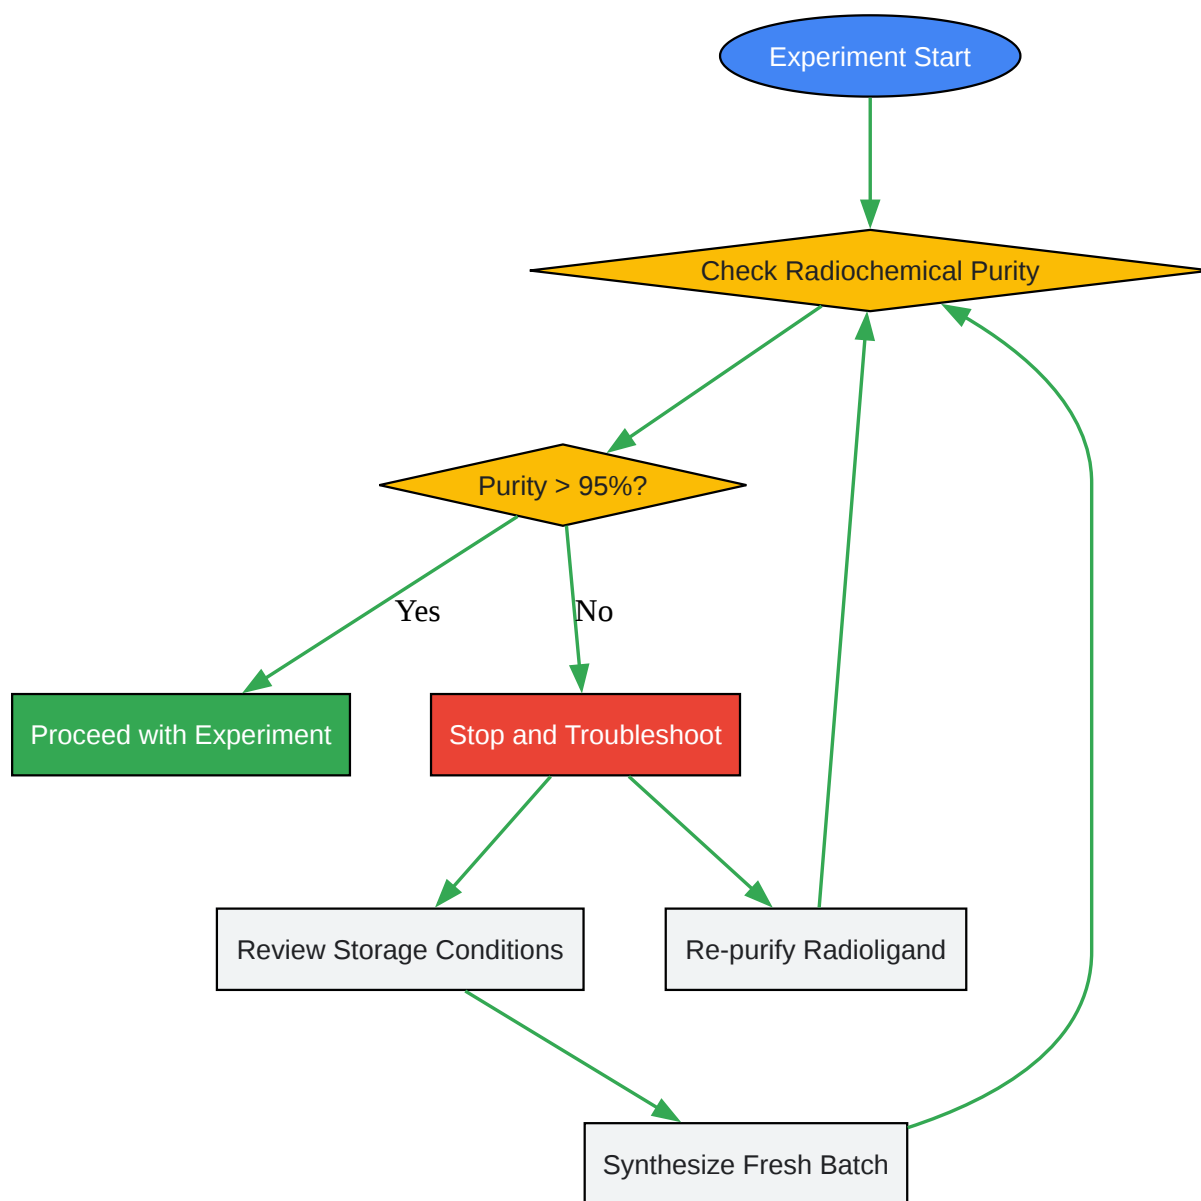 Experiment Start
Check Radiochemical Purity
Purity > 95%?
Yes
No
Proceed with Experiment
Stop and Troubleshoot
Review Storage Conditions
Re-purify Radioligand
Synthesize Fresh Batch